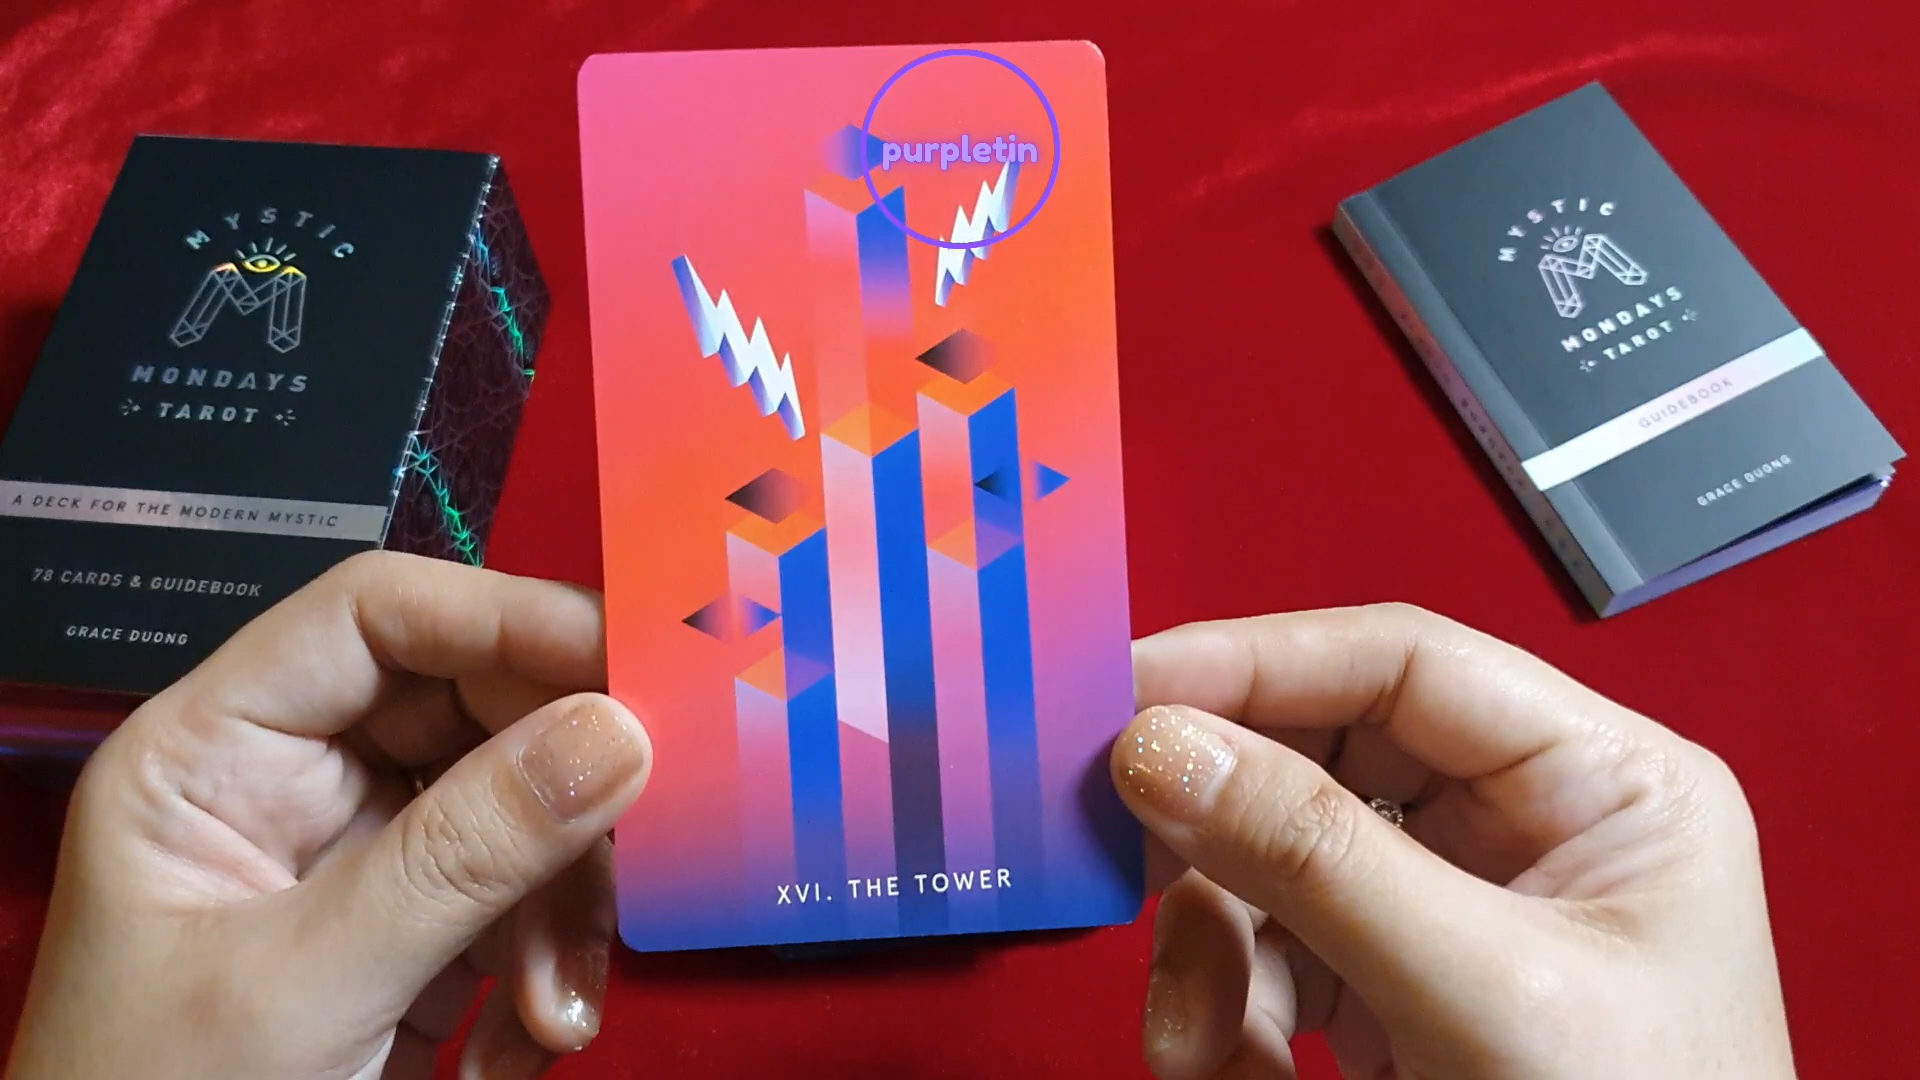 MYSTIC
MONDAYS
TAROT
A DECK FOR THE MODERN MYSTIC
78 CARDS & GUIDEBOOK
GRACE DUONG
purpletin
XVI. THE TOWER
MYSTIC
MONDAYS
TAROT
GUIDEBOOK
GRACE DUONG